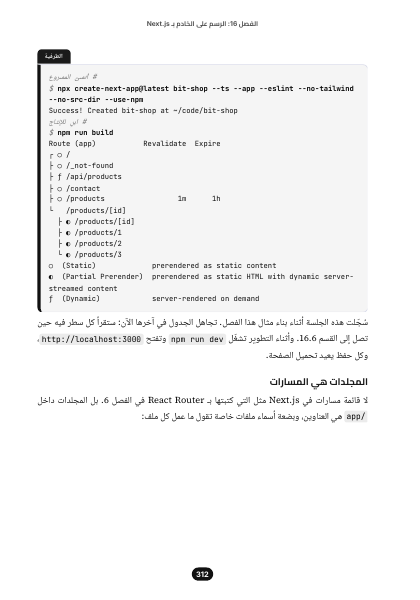 الفصل 16: الرسم على الخادم بـ Next.js
الطرفية
# أنشئ المشروع
$ npx create-next-app@latest bit-shop --ts --app --eslint --no-tailwind
--no-src-dir --use-npm
Success! Created bit-shop at ~/code/bit-shop
# ابنِ للإنتاج
$ npm run build
Route (app) Revalidate Expire
┌ ○ /
├ ○ /_not-found
├ ƒ /api/products
├ ○ /contact
├ ○ /products 1m 1h
└ /products/[id]
├ ◐ /products/[id]
├ ◐ /products/1
├ ◐ /products/2
└ ◐ /products/3
○ (Static) prerendered as static content
◐ (Partial Prerender) prerendered as static HTML with dynamic server-
streamed content
ƒ (Dynamic) server-rendered on demand
سُجّلت هذه الجلسة أثناء بناء مثال هذا الفصل. تجاهل الجدول في آخرها الآن؛ ستقرأ كل سطر فيه حين
تصل إلى القسم 16.6. وأثناء التطوير تشغّل npm run dev وتفتح http://localhost:3000،
وكل حفظ يعيد تحميل الصفحة.
المجلدات هي المسارات
لا قائمة مسارات في Next.js مثل التي كتبتها بـ React Router في الفصل 6. بل المجلدات داخل
app/ هي العناوين، وبضعة أسماء ملفات خاصة تقول ما عمل كل ملف:
312